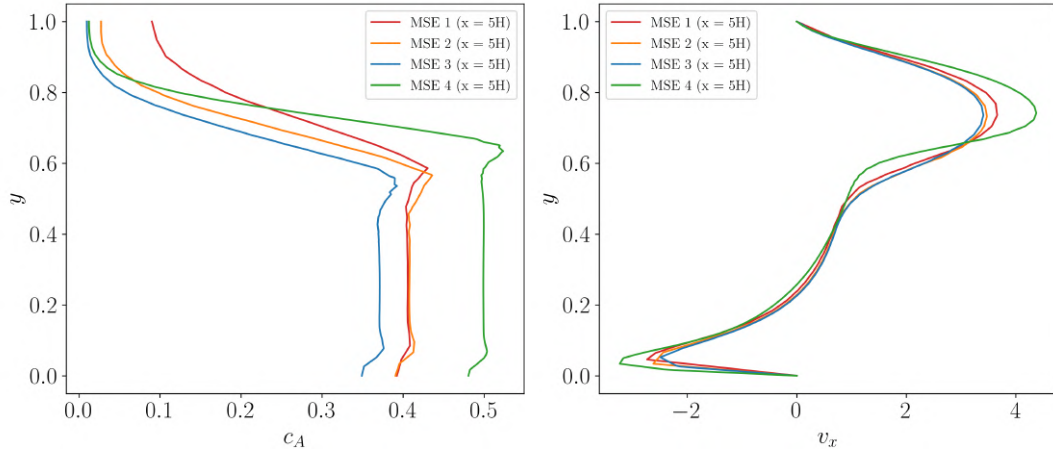 MSE 1 (x = 5H)
MSE 2 (x = 5H)
MSE 3 (x = 5H)
MSE 4 (x = 5H)
1.0
0.8
0.6
0.4
0.2
0.0
y
0.0 0.1 0.2 0.3 0.4 0.5
c_A
MSE 1 (x = 5H)
MSE 2 (x = 5H)
MSE 3 (x = 5H)
MSE 4 (x = 5H)
1.0
0.8
0.6
0.4
0.2
0.0
y
−2 0 2 4
v_x